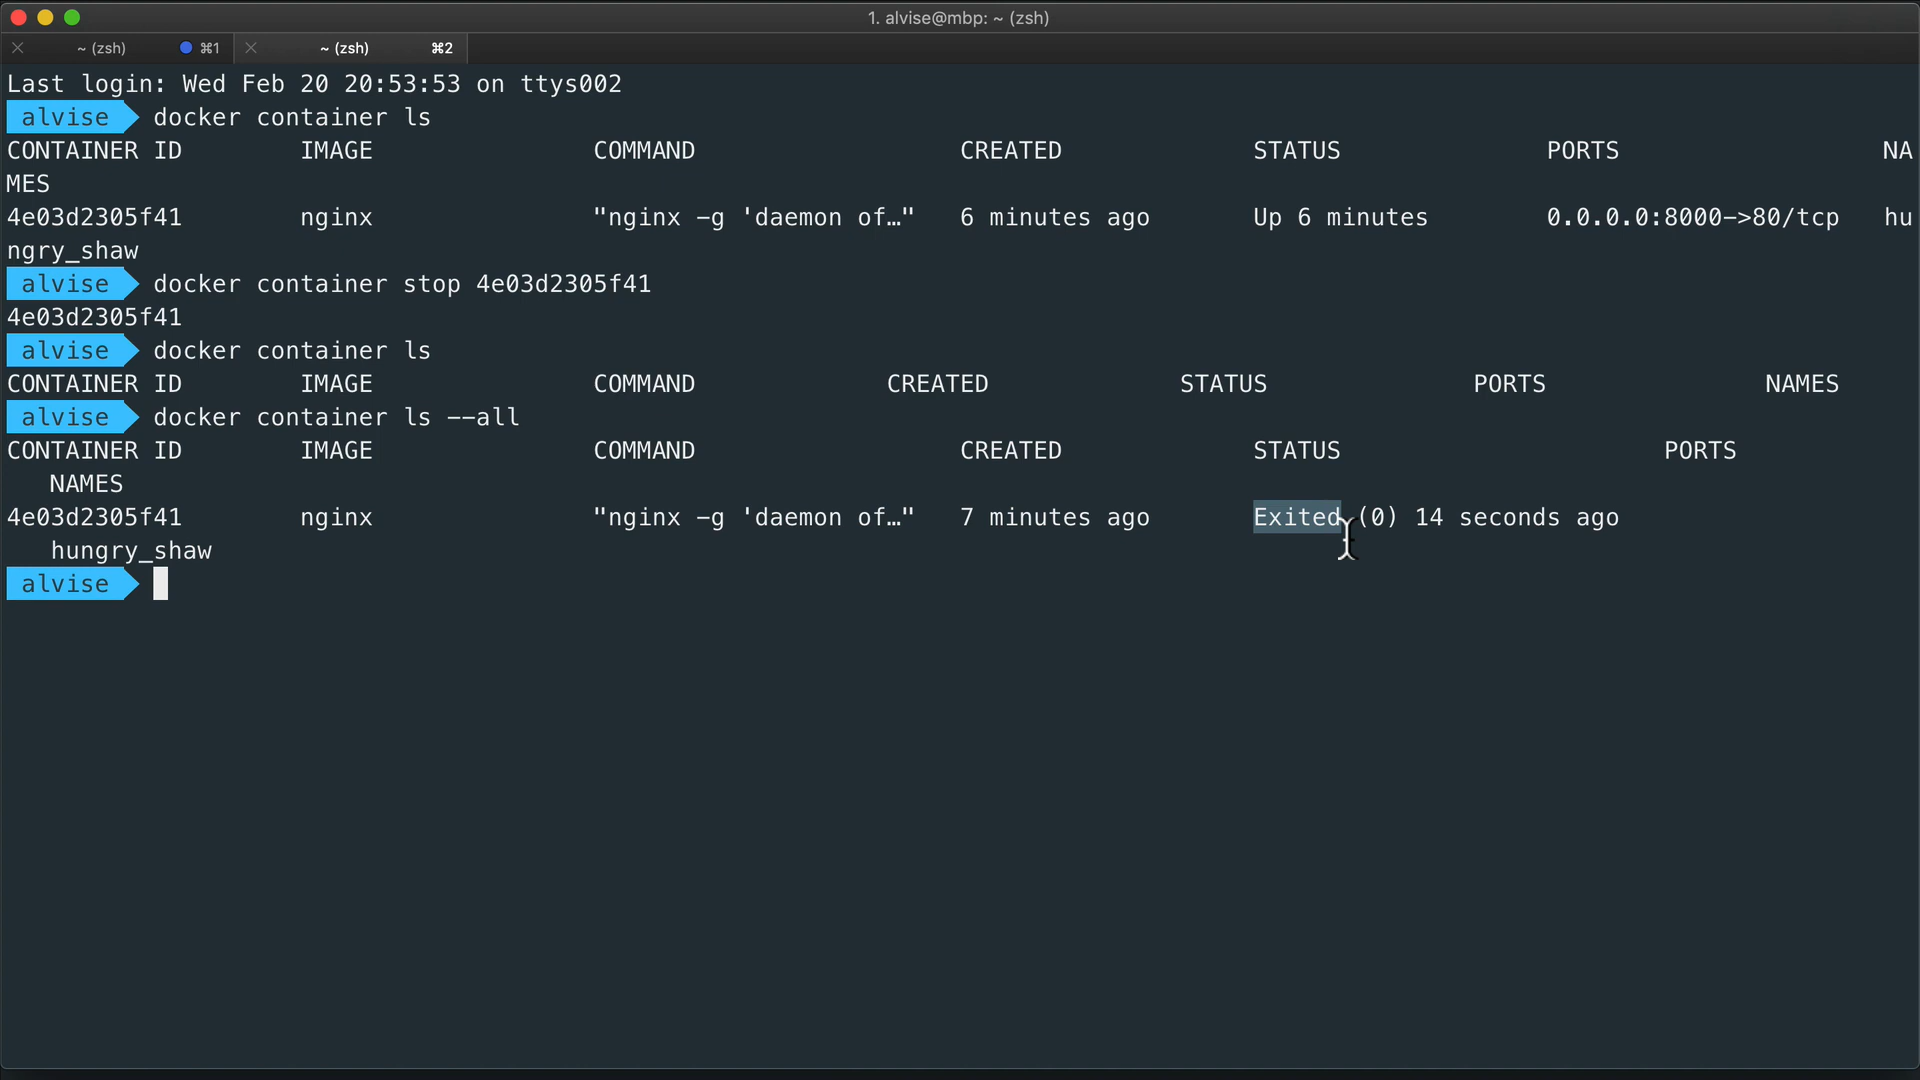 1. alvise@mbp: ~ (zsh)
~ (zsh) ⌘1 ~ (zsh) ⌘2
Last login: Wed Feb 20 20:53:53 on ttys002
alvise docker container ls
CONTAINER ID IMAGE COMMAND CREATED STATUS PORTS NA
MES
4e03d2305f41 nginx "nginx -g 'daemon of…" 6 minutes ago Up 6 minutes 0.0.0.0:8000->80/tcp hu
ngry_shaw
alvise docker container stop 4e03d2305f41
4e03d2305f41
alvise docker container ls
CONTAINER ID IMAGE COMMAND CREATED STATUS PORTS NAMES
alvise docker container ls --all
CONTAINER ID IMAGE COMMAND CREATED STATUS PORTS
NAMES
4e03d2305f41 nginx "nginx -g 'daemon of…" 7 minutes ago Exited (0) 14 seconds ago
hungry_shaw
alvise